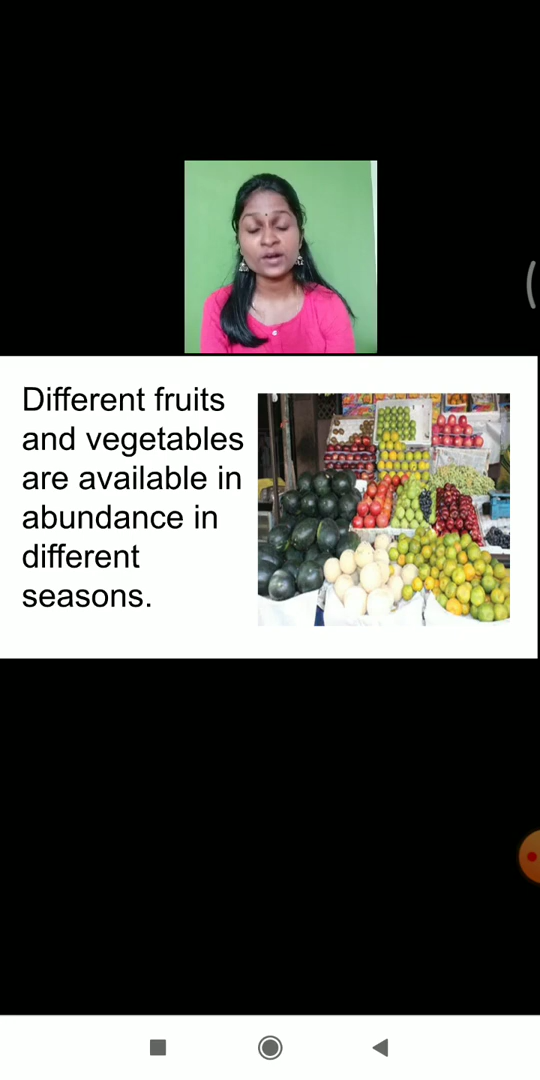 Different fruits
and vegetables
are available in
abundance in
different
seasons.